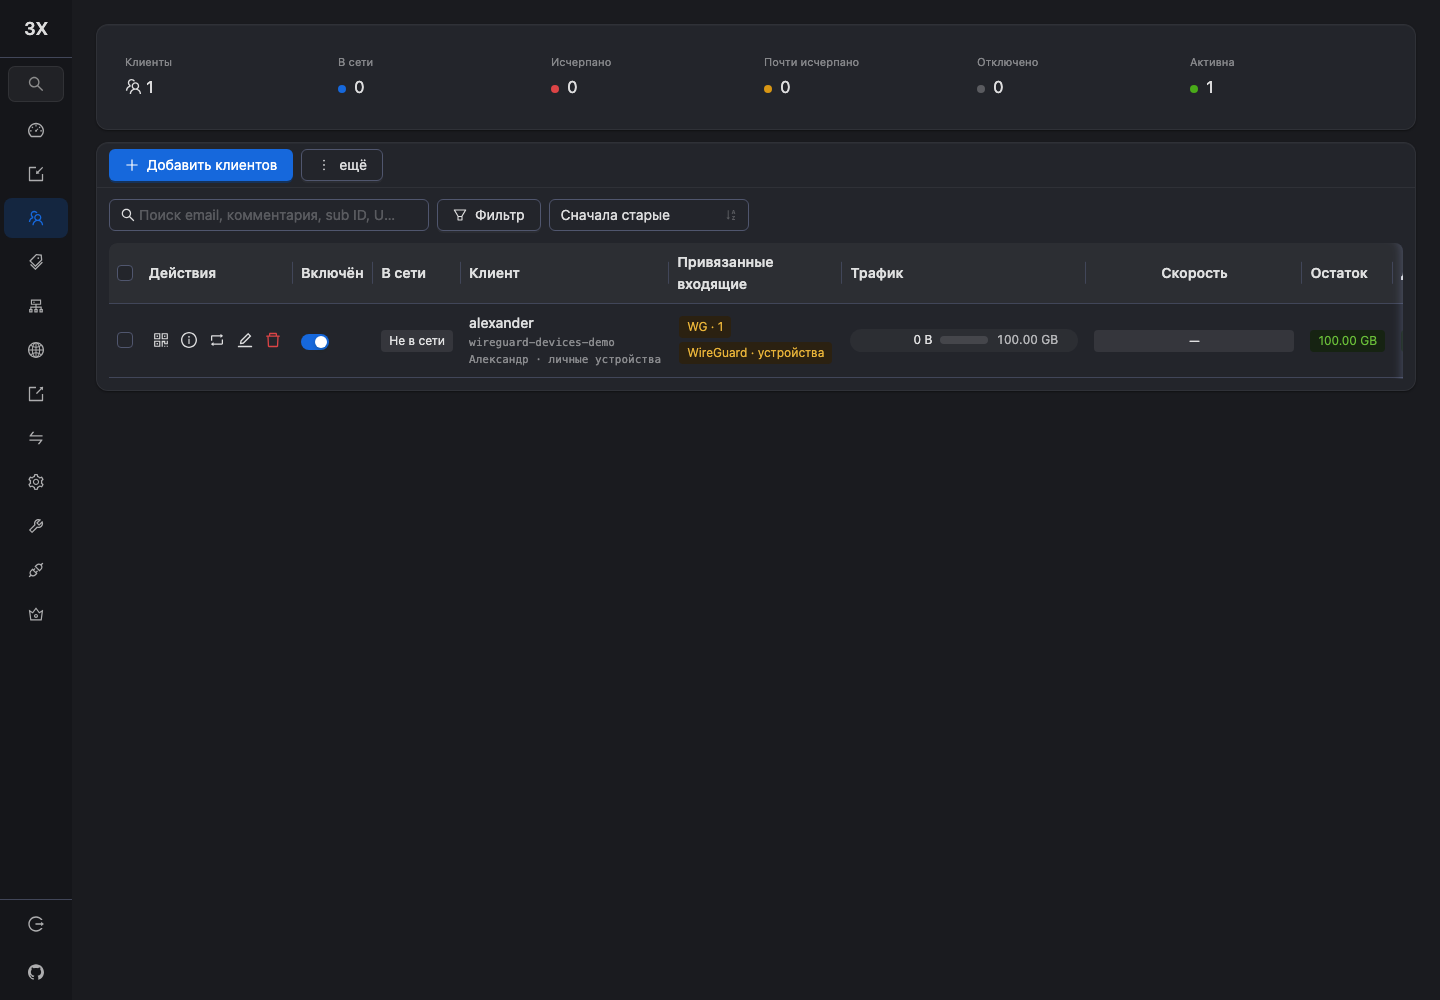 3X
Клиенты
1
В сети
0
Исчерпано
0
Почти исчерпано
0
Отключено
0
Активна
1
Добавить клиентов
ещё
Поиск email, комментария, sub ID, U...
Фильтр
Сначала старые
Действия
Включён
В сети
Клиент
Привязанные
входящие
Трафик
Скорость
Остаток
Не в сети
alexander
wireguard-devices-demo
Александр · личные устройства
WG · 1
WireGuard · устройства
0 B
100.00 GB
—
100.00 GB